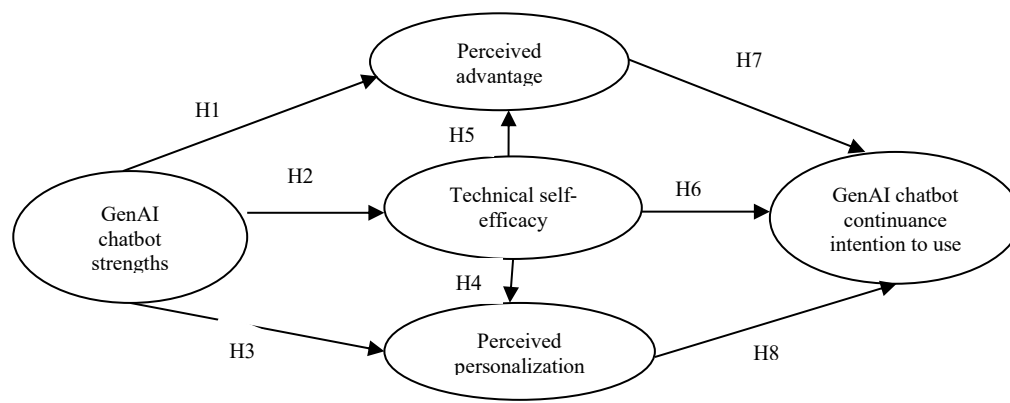 Perceived
advantage
H7
H1
H5
H2
Technical self-
efficacy
H6
GenAI
chatbot
strengths
GenAI chatbot
continuance
intention to use
H4
H3
Perceived
personalization
H8